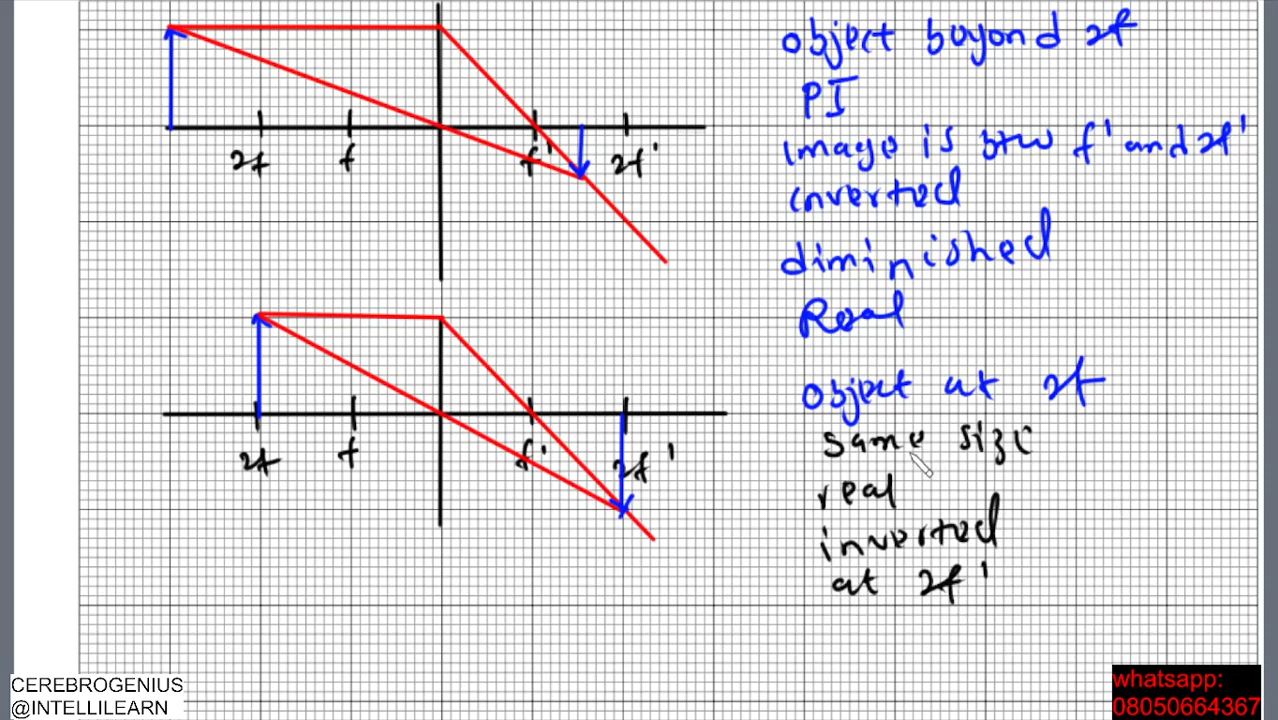 object beyond 2f
PI
Image is btw f' and 2f'
inverted
diminished
Real
2f f f' 2f'
object at 2f
same size
real
inverted
at 2f'
2f f f' 2f'
CEREBROGENIUS
@INTELLILEARN
whatsapp:
08050664367